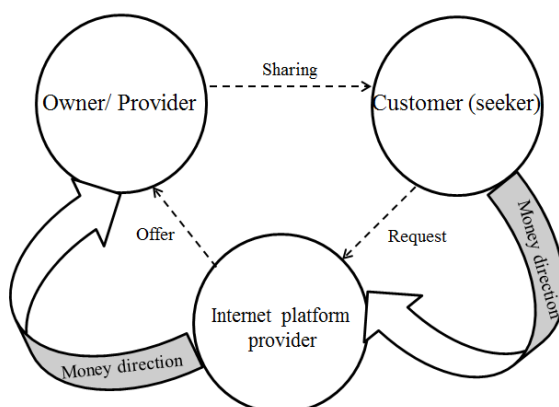 Sharing
Owner/ Provider
Customer (seeker)
Money direction
Offer
Request
Internet platform
provider
Money direction